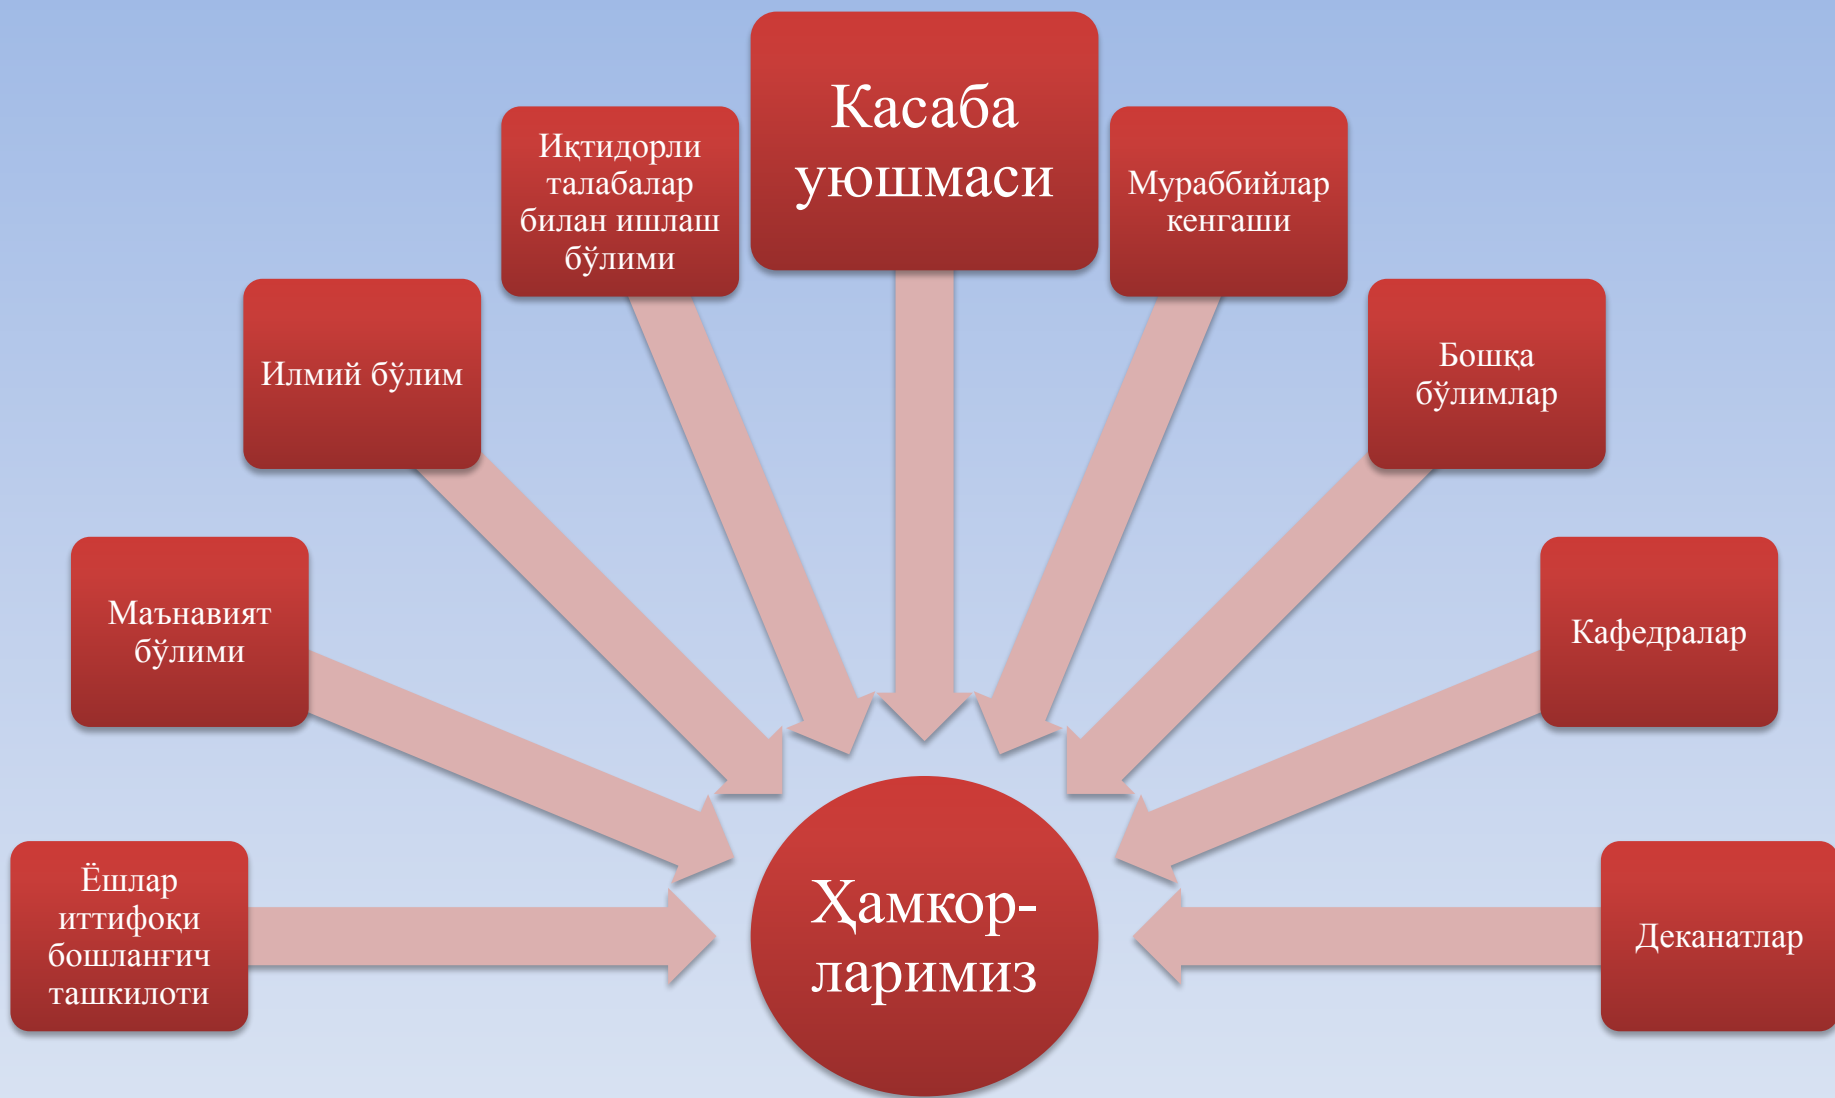 Касаба
уюшмаси
Иқтидорли
талабалар
билан ишлаш
бўлими
Мураббийлар
кенгаши
Илмий бўлим
Бошқа
бўлимлар
Маънавият
бўлими
Кафедралар
Ёшлар
иттифоқи
бошланғич
ташкилоти
Ҳамкор-
ларимиз
Деканатлар